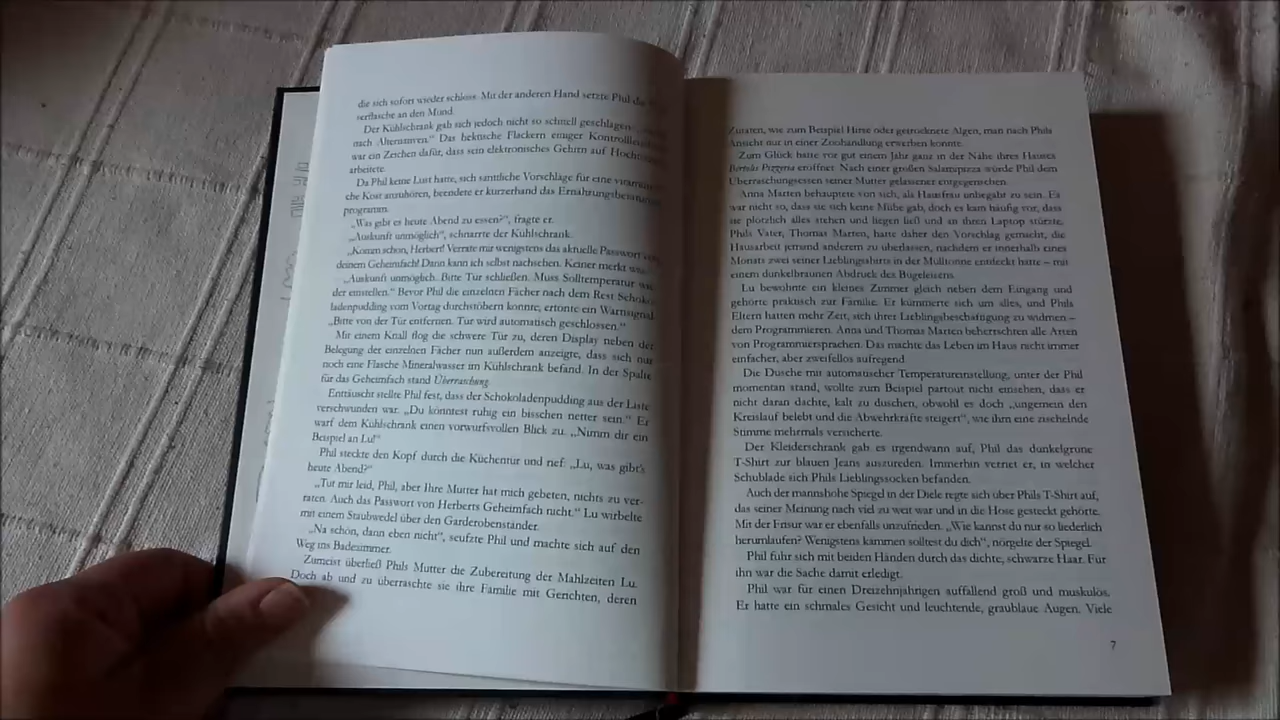 die sich sofort wieder schloss. Mit der anderen Hand setzte Phil die
serflasche an den Mund.
Der Kühlschrank gab sich jedoch nicht so schnell geschlagen
nach Alternativen.“ Das hektische Flackern einiger
war ein Zeichen dafür, dass sein elektronisches Gehirn auf
arbeitete.
Da Phil keine Lust hatte, sich sämtliche Vorschläge für eine
che Kost anzuhören, beendete er kurzerhand das
programm.
„Was gibt es heute Abend zu essen?“, fragte er.
„Auskunft unmöglich“, schnarrte der Kühlschrank.
„Komm schon, Herbert! Verrate mir wenigstens das aktuelle Passwort
deinem Geheimfach! Dann kann ich selbst nachsehen. Keiner merkt
„Auskunft unmöglich. Bitte Tür schließen. Muss Solltemperatur
der einstellen.“ Bevor Phil die einzelnen Fächer nach dem Rest Schoko-
ladenpudding vom Vortag durchstöbern konnte, ertönte ein Warnsignal.
„Bitte von der Tür entfernen. Tür wird automatisch geschlossen.“
Mit einem Knall flog die schwere Tür zu, deren Display neben der
Belegung der einzelnen Fächer nun außerdem anzeigte, dass sich nur
noch eine Flasche Mineralwasser im Kühlschrank befand. In der Spalte
für das Geheimfach stand Überraschung.
Enttäuscht stellte Phil fest, dass der Schokoladenpudding aus der Liste
verschwunden war. „Du könntest ruhig ein bisschen netter sein.“ Er
warf dem Kühlschrank einen vorwurfsvollen Blick zu. „Nimm dir ein
Beispiel an Lu!“
Phil steckte den Kopf durch die Küchentür und rief: „Lu, was gibt’s
heute Abend?“
„Tut mir leid, Phil, aber Ihre Mutter hat mich gebeten, nichts zu ver-
raten. Auch das Passwort von Herberts Geheimfach nicht.“ Lu wirbelte
mit einem Staubwedel über den Garderobenständer.
„Na schön, dann eben nicht“, seufzte Phil und machte sich auf den
Weg ins Badezimmer.
Zumeist überließ Phils Mutter die Zubereitung der Mahlzeiten Lu.
Doch ab und zu überraschte sie ihre Familie mit Gerichten, deren
Zutaten, wie zum Beispiel Hirse oder getrocknete Algen, man nach Phils
Ansicht nur in einer Zoohandlung erwerben konnte.
Zum Glück hatte vor gut einem Jahr ganz in der Nähe ihres Hauses
Bertolis Pizzeria eröffnet. Nach einer großen Salamipizza würde Phil dem
Überraschungsessen seiner Mutter gelassener entgegensehen.
Anna Marten behauptete von sich, als Hausfrau unbegabt zu sein. Es
war nicht so, dass sie sich keine Mühe gab, doch es kam häufig vor, dass
sie plötzlich alles stehen und liegen ließ und an ihren Laptop stürzte.
Phils Vater, Thomas Marten, hatte daher den Vorschlag gemacht, die
Hausarbeit jemand anderem zu überlassen, nachdem er innerhalb eines
Monats zwei seiner Lieblingsshirts in der Mülltonne entdeckt hatte – mit
einem dunkelbraunen Abdruck des Bügeleisens.
Lu bewohnte ein kleines Zimmer gleich neben dem Eingang und
gehörte praktisch zur Familie. Er kümmerte sich um alles, und Phils
Eltern hatten mehr Zeit, sich ihrer Lieblingsbeschäftigung zu widmen –
dem Programmieren. Anna und Thomas Marten beherrschten alle Arten
von Programmiersprachen. Das machte das Leben im Haus nicht immer
einfacher, aber zweifellos aufregend.
Die Dusche mit automatischer Temperatureinstellung, unter der Phil
momentan stand, wollte zum Beispiel partout nicht einsehen, dass er
nicht daran dachte, kalt zu duschen, obwohl es doch „ungemein den
Kreislauf belebt und die Abwehrkräfte steigert“, wie ihm eine zischelnde
Stimme mehrmals versicherte.
Der Kleiderschrank gab es irgendwann auf, Phil das dunkelgrüne
T-Shirt zur blauen Jeans auszureden. Immerhin verriet er, in welcher
Schublade sich Phils Lieblingssocken befanden.
Auch der mannshohe Spiegel in der Diele regte sich über Phils T-Shirt auf,
das seiner Meinung nach viel zu weit war und in die Hose gesteckt gehörte.
Mit der Frisur war er ebenfalls unzufrieden. „Wie kannst du nur so liederlich
herumlaufen? Wenigstens kämmen solltest du dich“, nörgelte der Spiegel.
Phil fuhr sich mit beiden Händen durch das dichte, schwarze Haar. Für
ihn war die Sache damit erledigt.
Phil war für einen Dreizehnjährigen auffallend groß und muskulös.
Er hatte ein schmales Gesicht und leuchtende, graublaue Augen. Viele
7